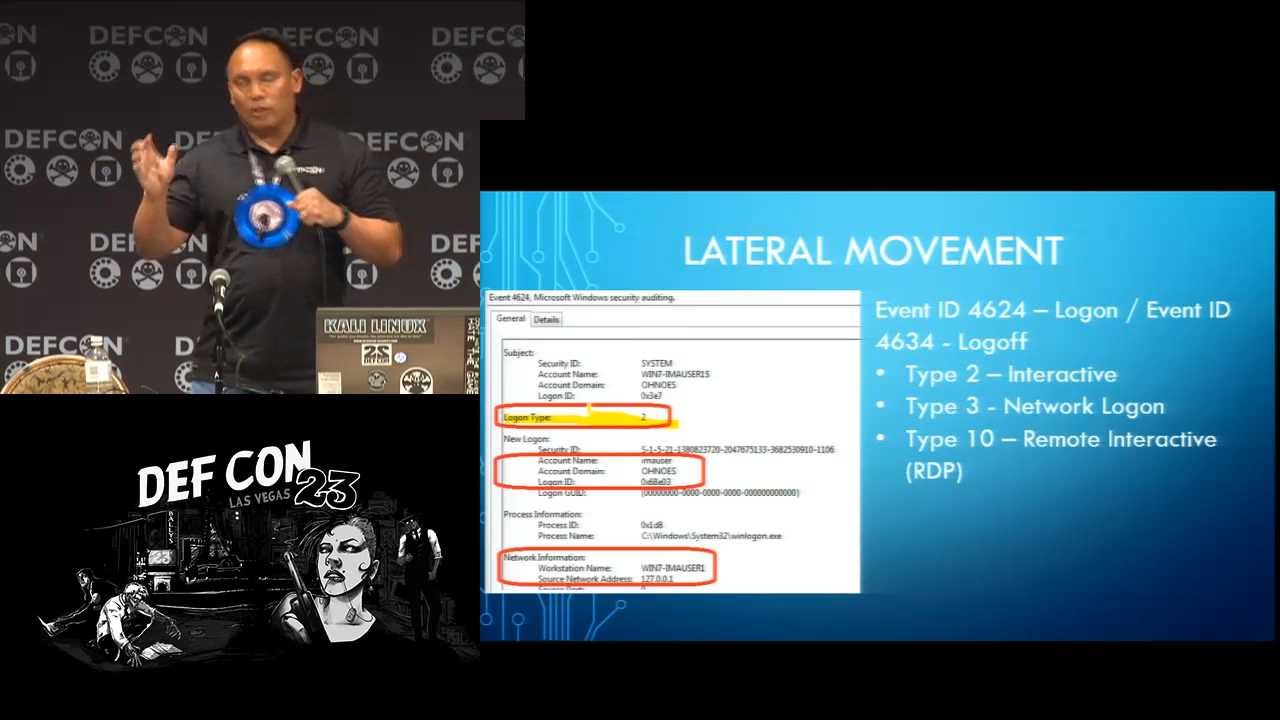 DEFCON DEFCON DEFCON
DEFCON DEFCON
DEFCON
DEFCON
KALI LINUX
DEF CON
LAS VEGAS
23
BALLYS
LATERAL MOVEMENT
Event 4624, Microsoft Windows security auditing.
General Details
Subject:
Security ID: SYSTEM
Account Name: WIN7-IMAUSER1$
Account Domain: OHNOES
Logon ID: 0x3e7
Logon Type: 2
New Logon:
Security ID: S-1-5-21-1380823720-2047675133-3682530910-1106
Account Name: imauser
Account Domain: OHNOES
Logon ID: 0x68e03
Logon GUID: {00000000-0000-0000-0000-000000000000}
Process Information:
Process ID: 0x1d8
Process Name: C:\Windows\System32\winlogon.exe
Network Information:
Workstation Name: WIN7-IMAUSER1
Source Network Address: 127.0.0.1
Event ID 4624 – Logon / Event ID
4634 - Logoff
• Type 2 – Interactive
• Type 3 - Network Logon
• Type 10 – Remote Interactive
(RDP)